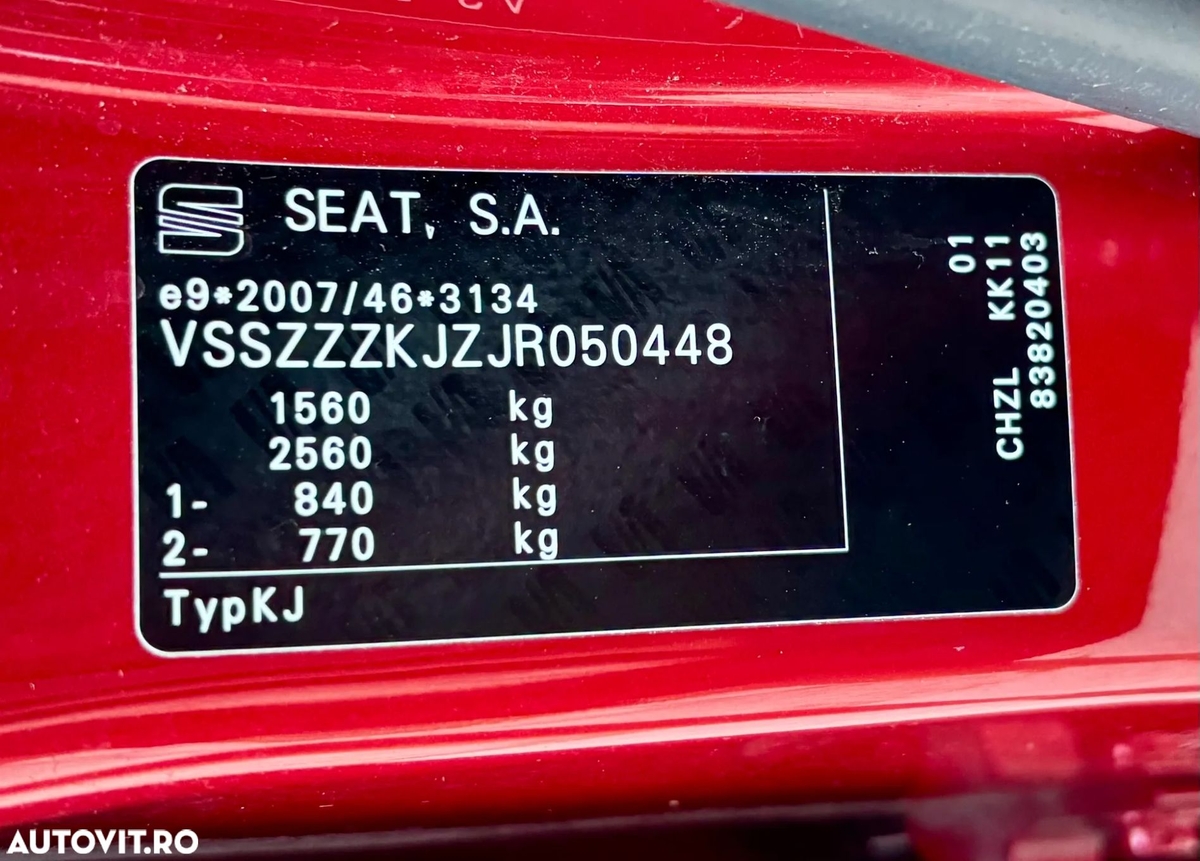 SEAT, S.A.
e9*2007/46*3134
VSSZZZKJZJR050448
1560 kg
2560 kg
1- 840 kg
2- 770 kg
TypKJ
01
CHZL KK11
83820403
AUTOVIT.RO